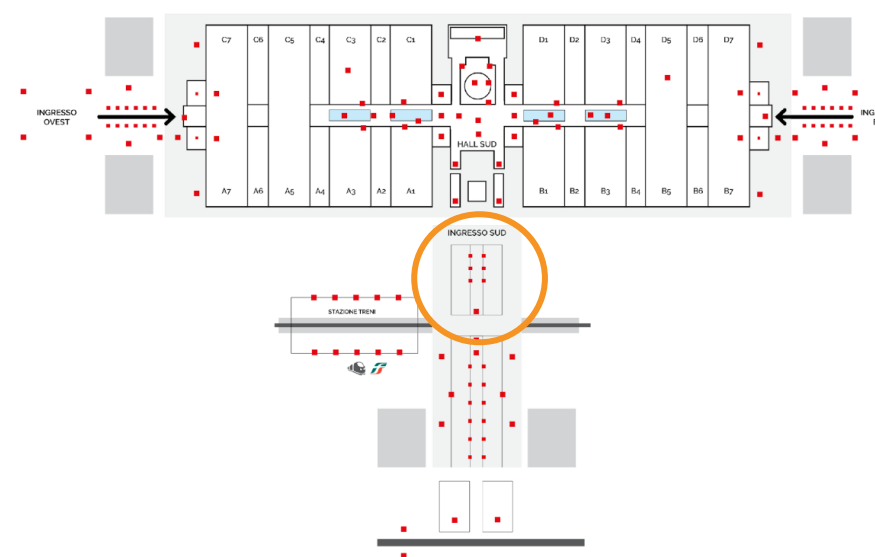 C7 C6 C5 C4 C3 C2 C1 D1 D2 D3 D4 D5 D6 D7
INGRESSO
OVEST
ING
HALL SUD
A7 A6 A5 A4 A3 A2 A1 B1 B2 B3 B4 B5 B6 B7
INGRESSO SUD
STAZIONE TRENI